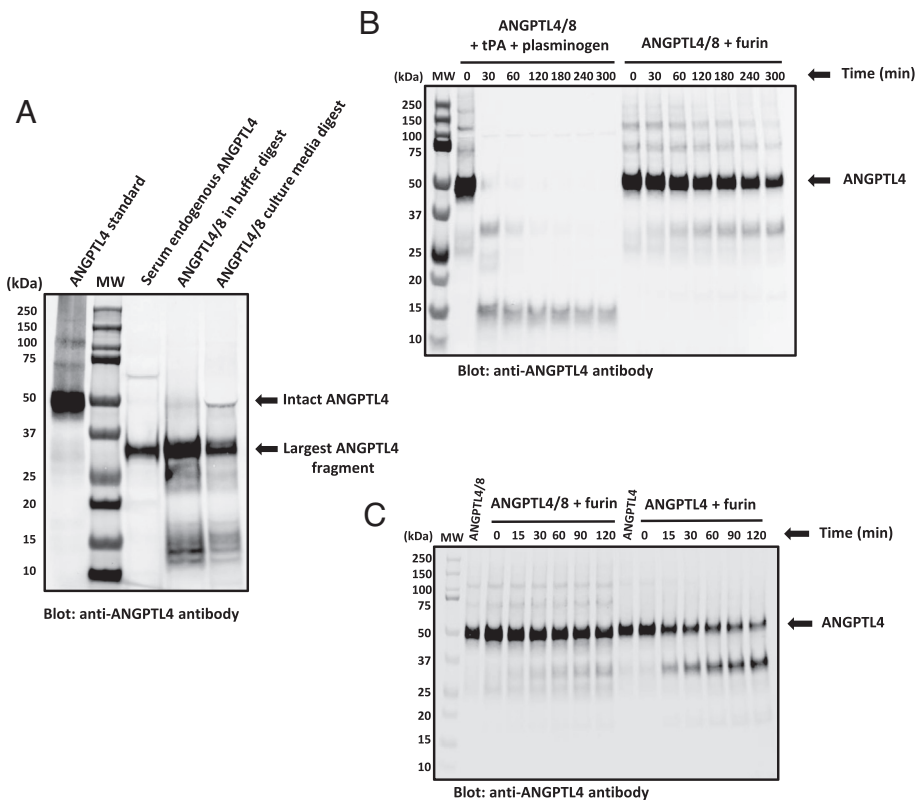 A
ANGPTL4 standard
Serum endogenous ANGPTL4
ANGPTL4/8 in buffer digest
ANGPTL4/8 culture media digest
(kDa)
MW
250
150
100
75
50
37
25
20
15
10
Intact ANGPTL4
Largest ANGPTL4
fragment
Blot: anti-ANGPTL4 antibody
B
ANGPTL4/8
+ tPA + plasminogen
ANGPTL4/8 + furin
(kDa) MW 0 30 60 120 180 240 300 0 30 60 120 180 240 300 Time (min)
250
150
100
75
50
37
25
20
15
10
ANGPTL4
Blot: anti-ANGPTL4 antibody
C
ANGPTL4/8
ANGPTL4/8 + furin
ANGPTL4
ANGPTL4 + furin
(kDa) MW 0 15 30 60 90 120 0 15 30 60 90 120 Time (min)
250
150
100
75
50
37
25
20
15
10
ANGPTL4
Blot: anti-ANGPTL4 antibody